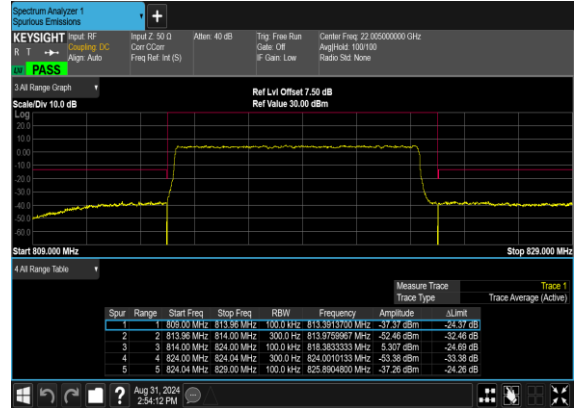 Spectrum Analyzer 1
Spurious Emissions
KEYSIGHT Input: RF Input Z: 50 Ω Atten: 40 dB Trig: Free Run Center Freq: 22.005000000 GHz
R T Coupling: DC Corr CCorr Gate: Off Avg|Hold: 100/100
Align: Auto Freq Ref: Int (S) IF Gain: Low Radio Std: None
PASS
3 All Range Graph
Ref Lvl Offset 7.50 dB
Scale/Div 10.0 dB Ref Value 30.00 dBm
Log
20.0
10.0
0.00
-10.0
-20.0
-30.0
-40.0
-50.0
-60.0
Start 809.000 MHz Stop 829.000 MHz
4 All Range Table
Measure Trace Trace 1
Trace Type Trace Average (Active)
Spur Range Start Freq Stop Freq RBW Frequency Amplitude ΔLimit
1 1 809.00 MHz 813.96 MHz 100.0 kHz 813.3913700 MHz -37.37 dBm -24.37 dB
2 2 813.96 MHz 814.00 MHz 300.0 Hz 813.9759967 MHz -52.46 dBm -32.46 dB
3 3 814.00 MHz 824.00 MHz 100.0 kHz 818.3833333 MHz 5.307 dBm -24.69 dB
4 4 824.00 MHz 824.04 MHz 300.0 Hz 824.0010133 MHz -53.38 dBm -33.38 dB
5 5 824.04 MHz 829.00 MHz 100.0 kHz 825.8904800 MHz -37.26 dBm -24.26 dB
Aug 31, 2024
2:54:12 PM